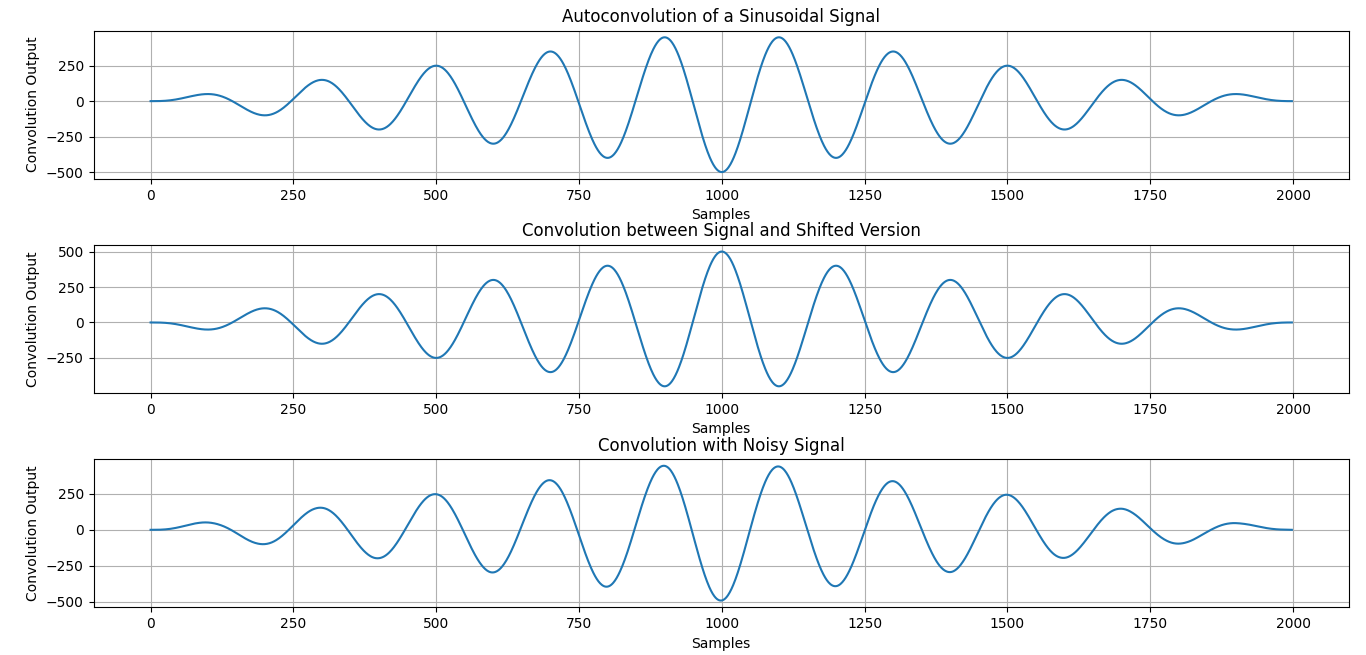 Autoconvolution of a Sinusoidal Signal
Convolution Output
250
0
−250
−500
0 250 500 750 1000 1250 1500 1750 2000
Samples
Convolution between Signal and Shifted Version
Convolution Output
500
250
0
−250
0 250 500 750 1000 1250 1500 1750 2000
Samples
Convolution with Noisy Signal
Convolution Output
250
0
−250
−500
0 250 500 750 1000 1250 1500 1750 2000
Samples